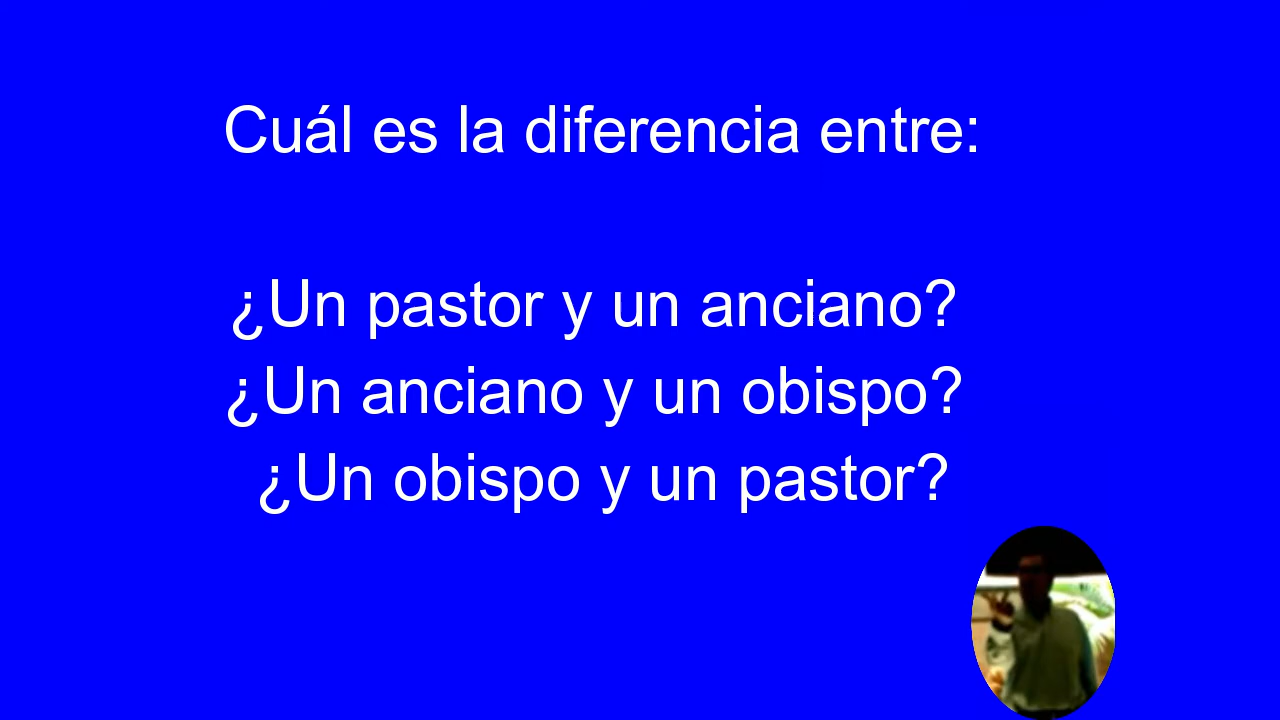 Cuál es la diferencia entre:
¿Un pastor y un anciano?
¿Un anciano y un obispo?
¿Un obispo y un pastor?